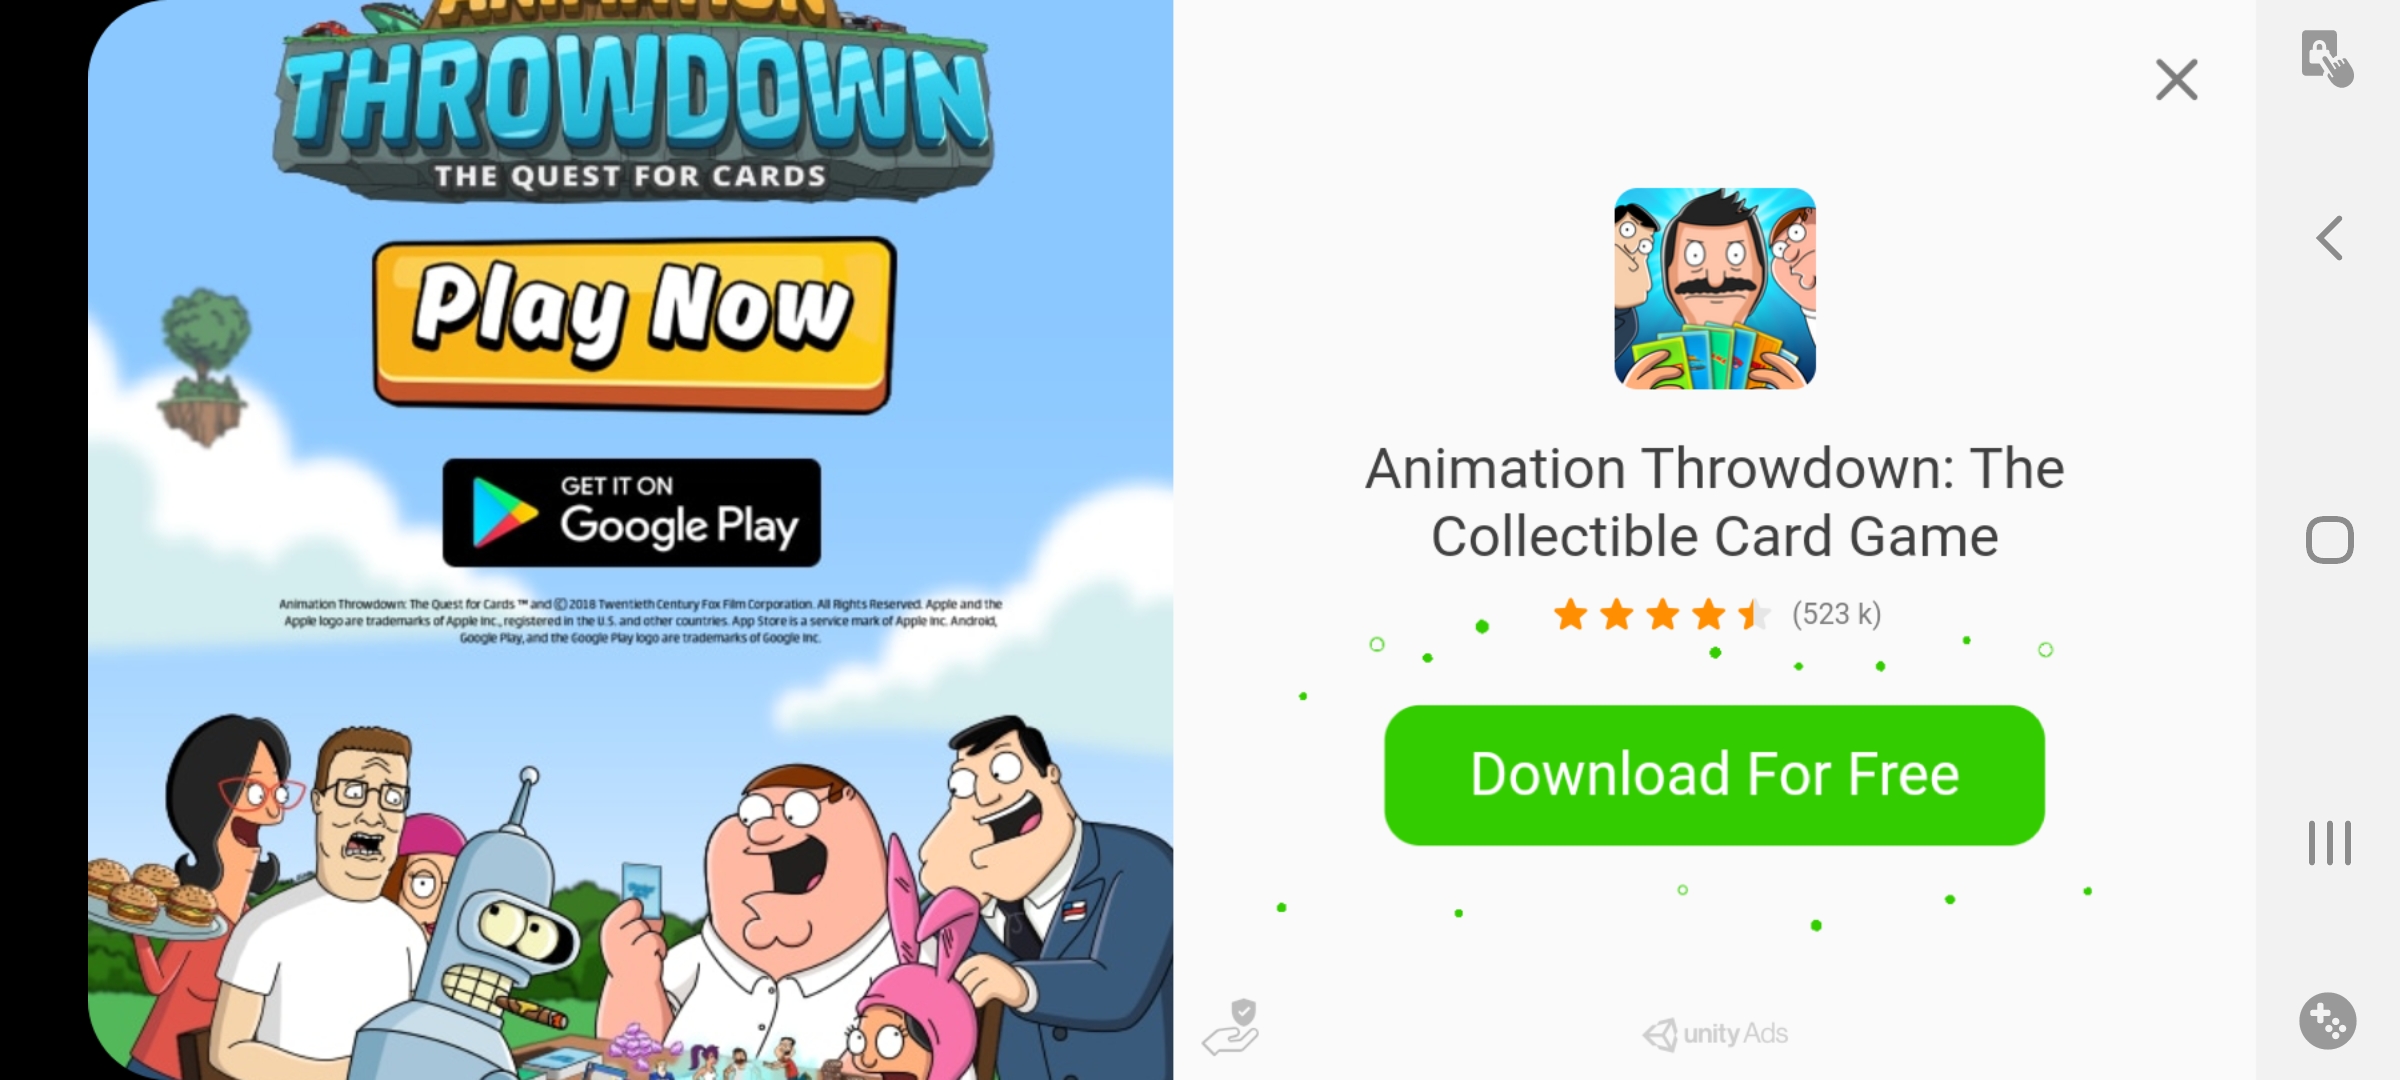 ANIMATION
THROWDOWN
THE QUEST FOR CARDS
Play Now
GET IT ON
Google Play
Animation Throwdown: The Quest for Cards ™ and © 2018 Twentieth Century Fox Film Corporation. All Rights Reserved. Apple and the
Apple logo are trademarks of Apple Inc., registered in the U.S. and other countries. App Store is a service mark of Apple Inc. Android,
Google Play, and the Google Play logo are trademarks of Google Inc.
Animation Throwdown: The
Collectible Card Game
(523 k)
Download For Free
unity Ads